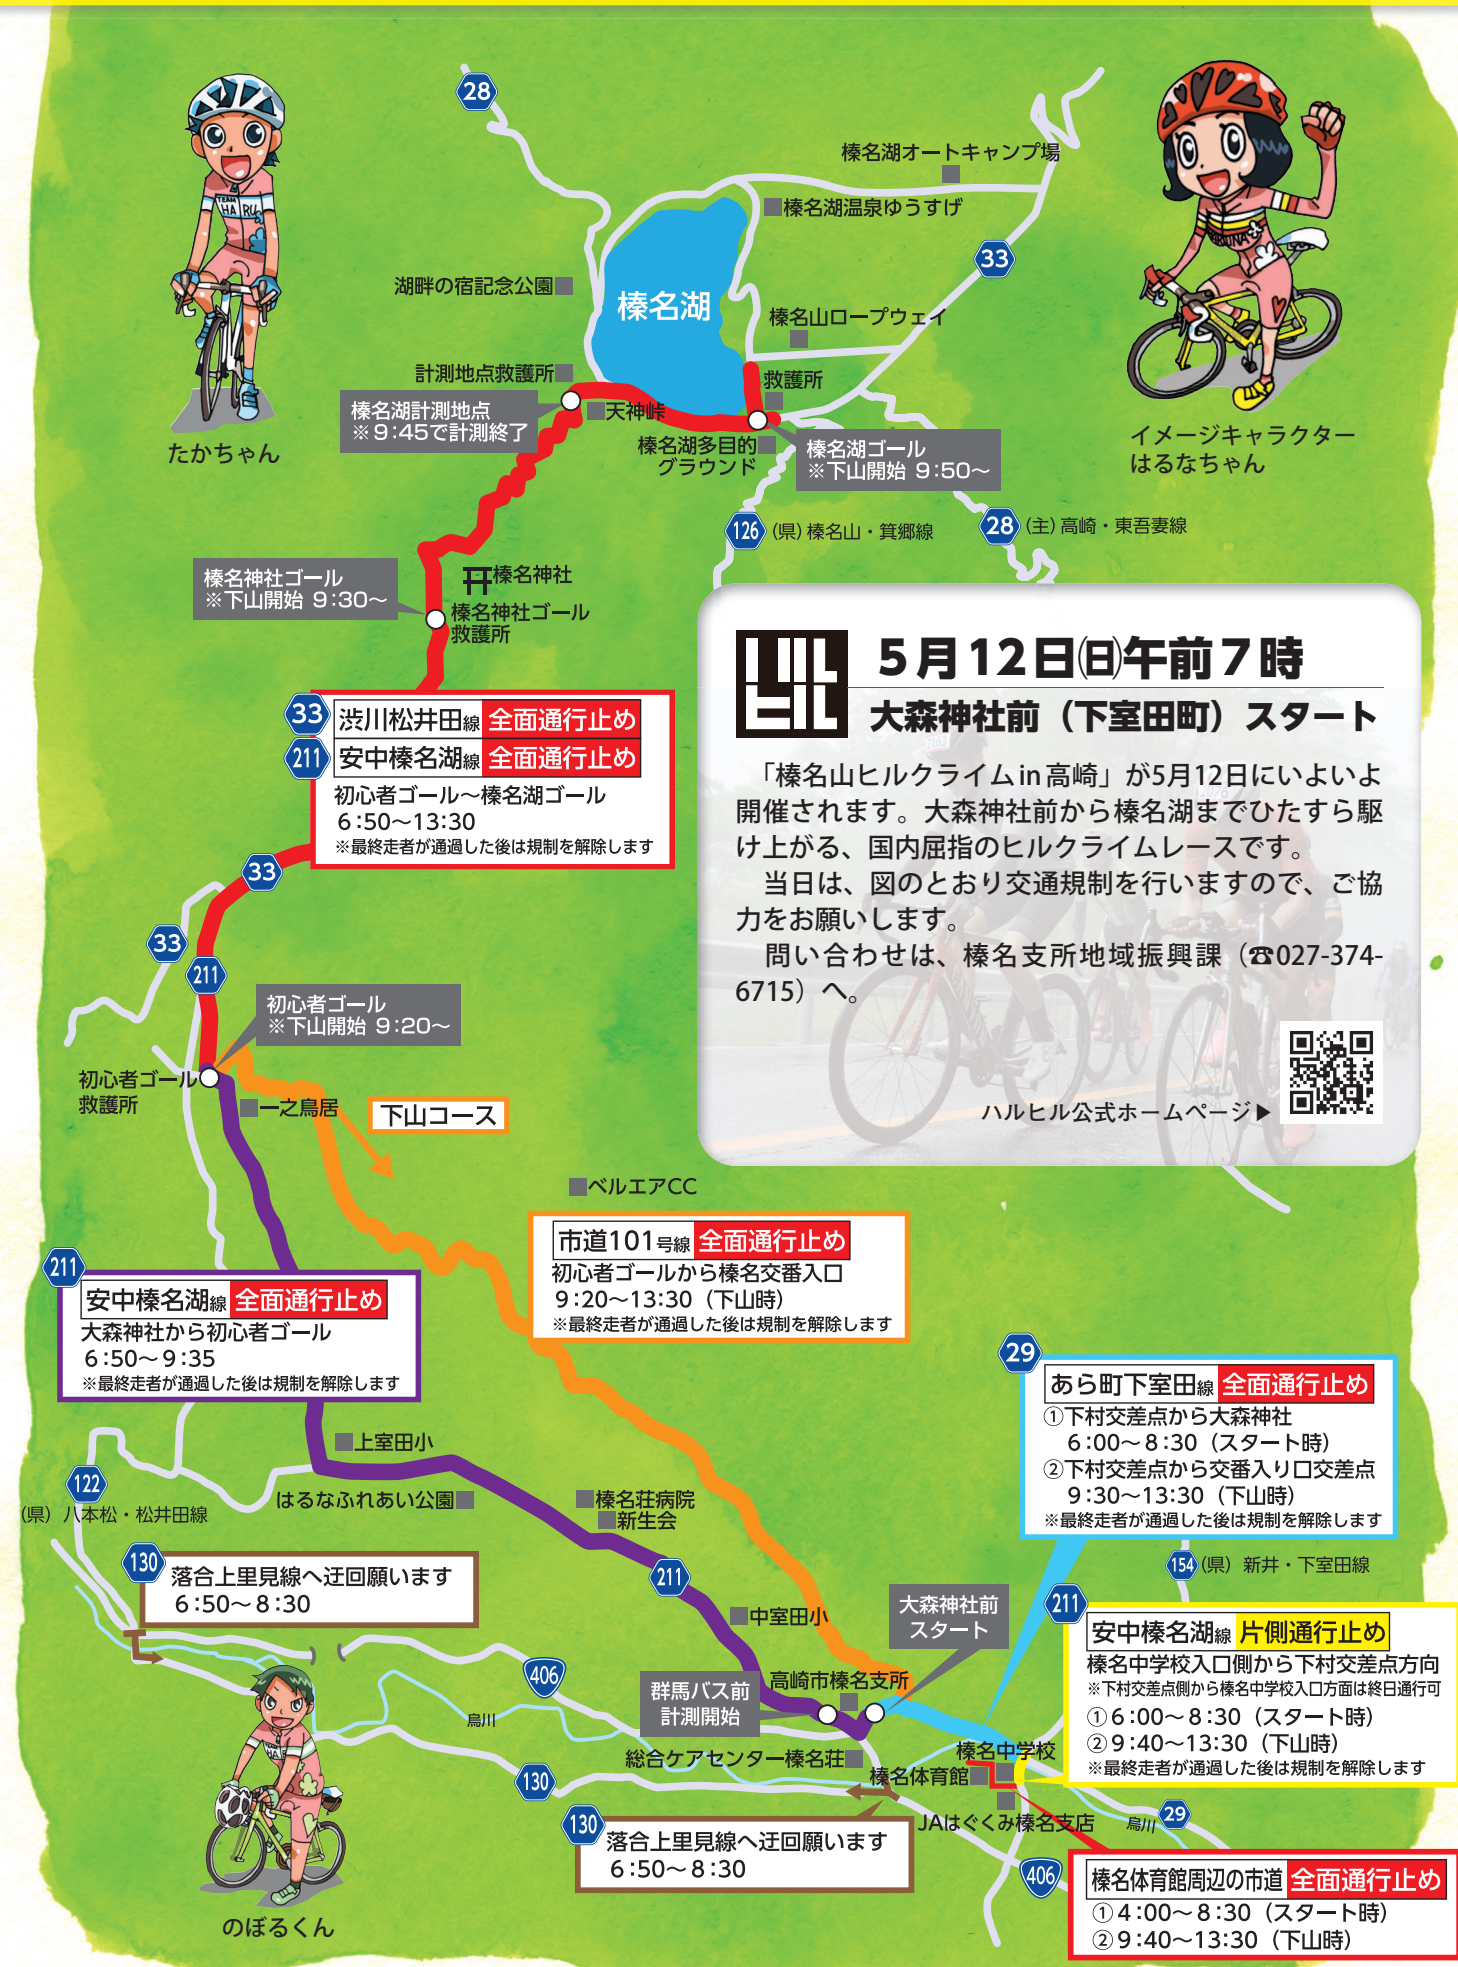 28
榛名湖オートキャンプ場
榛名湖温泉ゆうすげ
33
湖畔の宿記念公園
榛名湖
榛名山ロープウェイ
計測地点救護所
救護所
榛名湖計測地点
※9:45で計測終了
天神峠
榛名湖多目的
グラウンド
榛名湖ゴール
※下山開始 9:50〜
TEAM
HARU
たかちゃん
HARUNA
イメージキャラクター
はるなちゃん
126 (県)榛名山・箕郷線
28 (主)高崎・東吾妻線
榛名神社ゴール
※下山開始 9:30〜
榛名神社
榛名神社ゴール
救護所
ハルヒル
5月12日㈰午前7時
大森神社前（下室田町）スタート
「榛名山ヒルクライムin高崎」が5月12日にいよいよ
開催されます。大森神社前から榛名湖までひたすら駆
け上がる、国内屈指のヒルクライムレースです。
当日は、図のとおり交通規制を行いますので、ご協
力をお願いします。
問い合わせは、榛名支所地域振興課（☎027-374-
6715）へ。
ハルヒル公式ホームページ▶
33 渋川松井田線 全面通行止め
211 安中榛名湖線 全面通行止め
初心者ゴール〜榛名湖ゴール
6:50〜13:30
※最終走者が通過した後は規制を解除します
33
33
211
初心者ゴール
※下山開始 9:20〜
初心者ゴール
救護所
一之鳥居
下山コース
ベルエアCC
市道101号線 全面通行止め
初心者ゴールから榛名交番入口
9:20〜13:30（下山時）
※最終走者が通過した後は規制を解除します
211
安中榛名湖線 全面通行止め
大森神社から初心者ゴール
6:50〜9:35
※最終走者が通過した後は規制を解除します
29
あら町下室田線 全面通行止め
①下村交差点から大森神社
6:00〜8:30（スタート時）
②下村交差点から交番入り口交差点
9:30〜13:30（下山時）
※最終走者が通過した後は規制を解除します
上室田小
122
(県）八本松・松井田線
はるなふれあい公園
榛名荘病院
新生会
130
落合上里見線へ迂回願います
6:50〜8:30
211
154 (県）新井・下室田線
中室田小
大森神社前
スタート
211
安中榛名湖線 片側通行止め
榛名中学校入口側から下村交差点方向
※下村交差点側から榛名中学校入口方面は終日通行可
①6:00〜8:30（スタート時）
②9:40〜13:30（下山時）
※最終走者が通過した後は規制を解除します
406
烏川
群馬バス前
計測開始
高崎市榛名支所
総合ケアセンター榛名荘
榛名中学校
榛名体育館
130
JAはぐくみ榛名支店
烏川
29
130
落合上里見線へ迂回願います
6:50〜8:30
406
榛名体育館周辺の市道 全面通行止め
①4:00〜8:30（スタート時）
②9:40〜13:30（下山時）
のぼるくん